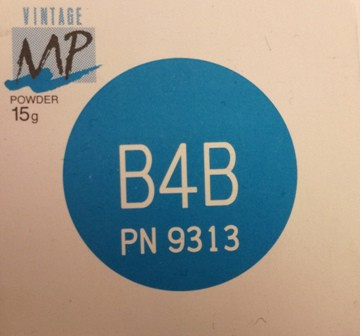 VINTAGE
MP
POWDER
15g
B4B
PN 9313